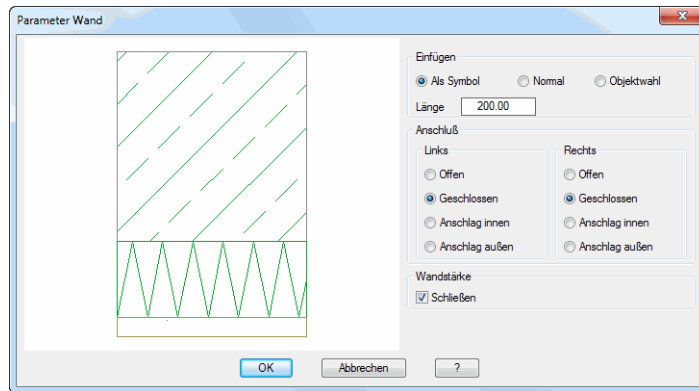 Parameter Wand
Einfügen
Als Symbol Normal Objektwahl
Länge 200.00
Anschluß
Links Rechts
Offen Offen
Geschlossen Geschlossen
Anschlag innen Anschlag innen
Anschlag außen Anschlag außen
Wandstärke
Schließen
OK Abbrechen ?